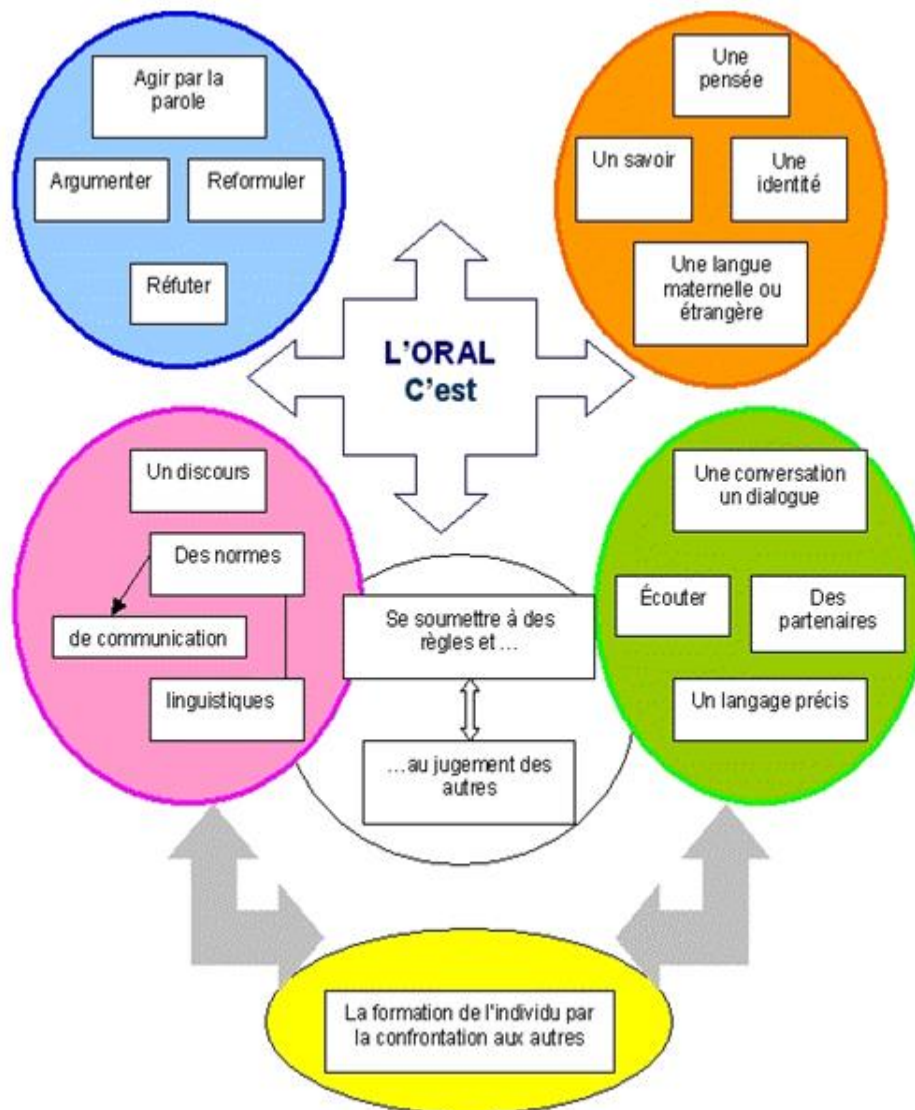 Agir par la
parole
Argumenter
Reformuler
Réfuter
Une
pensée
Un savoir
Une
identité
Une langue
maternelle ou
étrangère
L'ORAL
C'est
Un discours
Des normes
de communication
linguistiques
Se soumettre à des
règles et ...
...au jugement des
autres
Une conversation
un dialogue
Écouter
Des
partenaires
Un langage précis
La formation de l'individu par
la confrontation aux autres